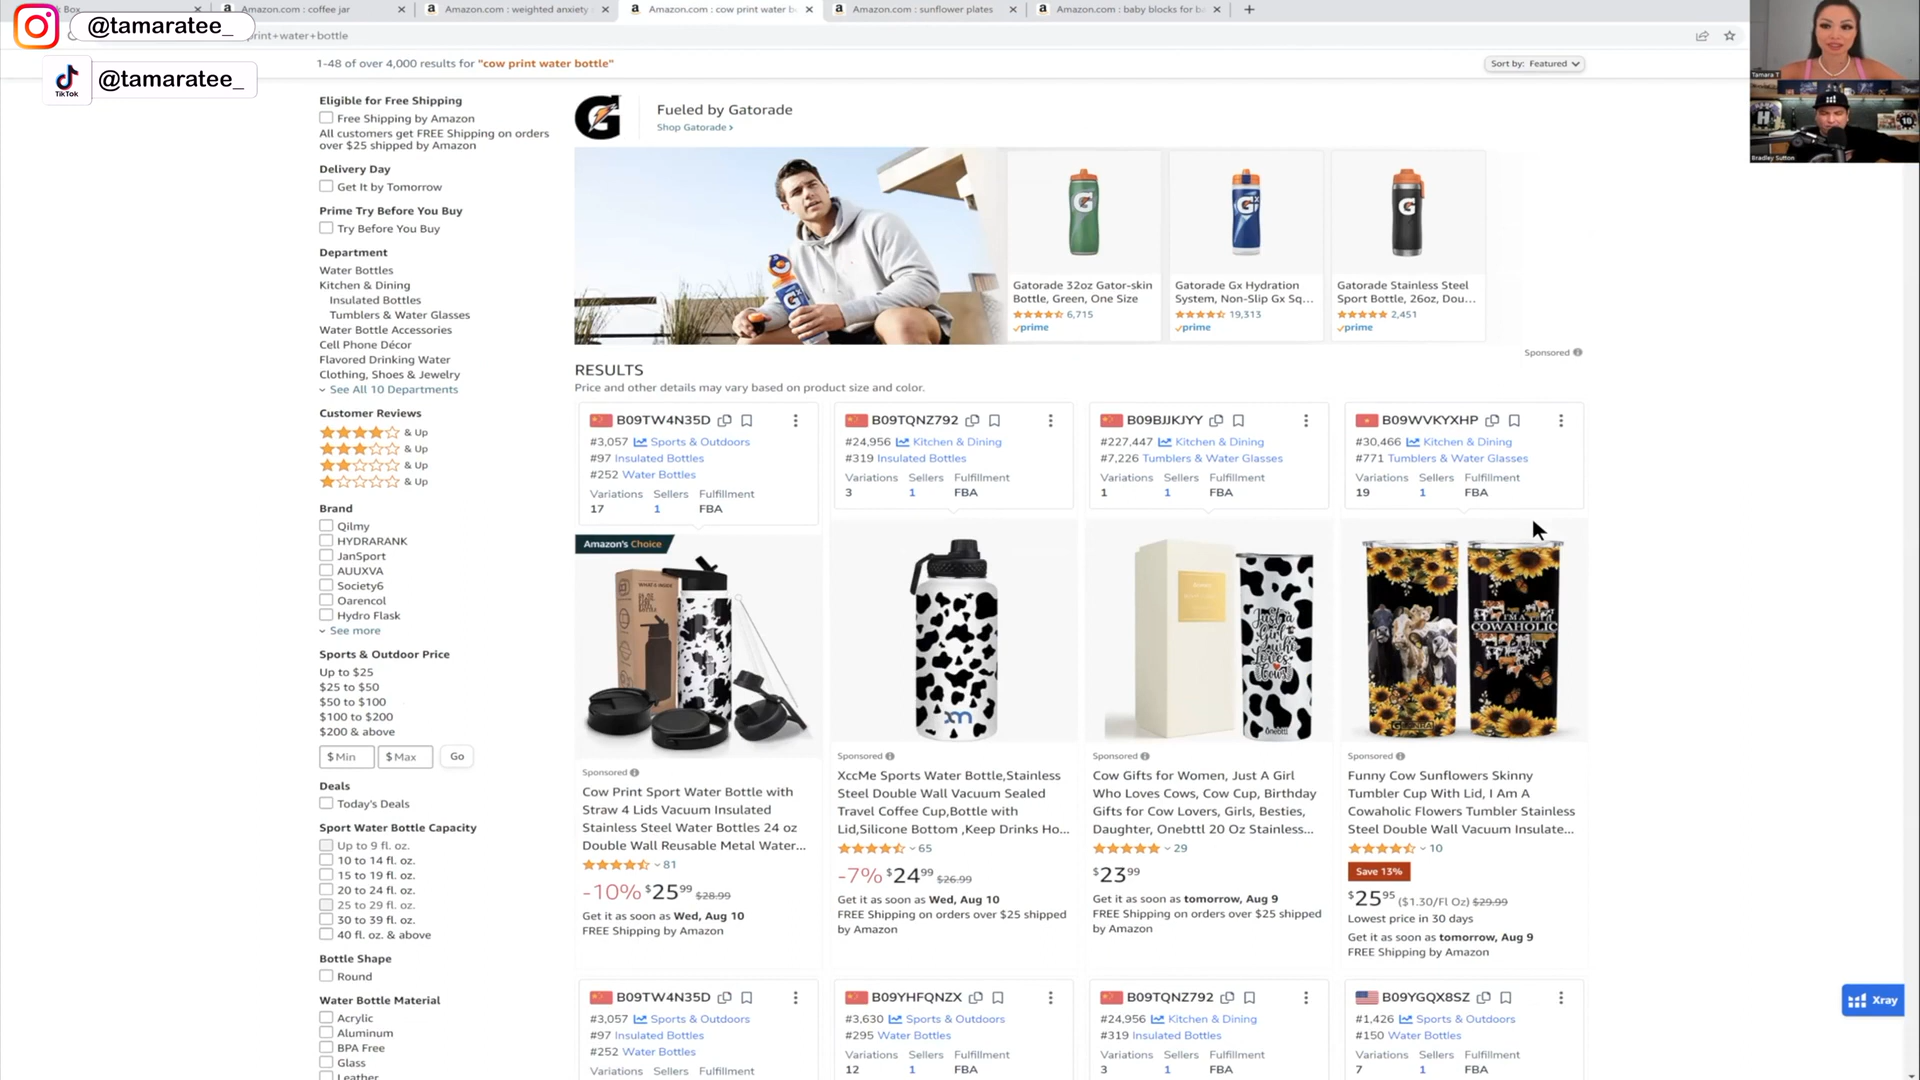 k Box
Amazon.com : coffee jar
Amazon.com : weighted anxiety s
Amazon.com : cow print water b
Amazon.com : sunflower plates
Amazon.com : baby blocks for b
@tamaratee_
rint+water+bottle
TikTok
@tamaratee_
1-48 of over 4,000 results for "cow print water bottle"
Sort by: Featured
Tamara T
Bradley Sutton
Eligible for Free Shipping
Free Shipping by Amazon
All customers get FREE Shipping on orders
over $25 shipped by Amazon
Delivery Day
Get It by Tomorrow
Prime Try Before You Buy
Try Before You Buy
Department
Water Bottles
Kitchen & Dining
Insulated Bottles
Tumblers & Water Glasses
Water Bottle Accessories
Cell Phone Décor
Flavored Drinking Water
Clothing, Shoes & Jewelry
See All 10 Departments
Customer Reviews
& Up
& Up
& Up
& Up
Brand
Qilmy
HYDRARANK
JanSport
AUUXVA
Society6
Oarencol
Hydro Flask
See more
Sports & Outdoor Price
Up to $25
$25 to $50
$50 to $100
$100 to $200
$200 & above
$ Min
$ Max
Go
Deals
Today's Deals
Sport Water Bottle Capacity
Up to 9 fl. oz.
10 to 14 fl. oz.
15 to 19 fl. oz.
20 to 24 fl. oz.
25 to 29 fl. oz.
30 to 39 fl. oz.
40 fl. oz. & above
Bottle Shape
Round
Water Bottle Material
Acrylic
Aluminum
BPA Free
Glass
Leather
G
Fueled by Gatorade
Shop Gatorade ›
Gatorade 32oz Gator-skin
Bottle, Green, One Size
6,715
prime
Gatorade Gx Hydration
System, Non-Slip Gx Sq...
19,313
prime
Gatorade Stainless Steel
Sport Bottle, 26oz, Dou...
2,451
prime
Sponsored
RESULTS
Price and other details may vary based on product size and color.
B09TW4N35D
#3,057 Sports & Outdoors
#97 Insulated Bottles
#252 Water Bottles
Variations Sellers Fulfillment
17 1 FBA
Amazon's Choice
Sponsored
Cow Print Sport Water Bottle with
Straw 4 Lids Vacuum Insulated
Stainless Steel Water Bottles 24 oz
Double Wall Reusable Metal Water...
81
-10% $25.99 $28.99
Get it as soon as Wed, Aug 10
FREE Shipping by Amazon
B09TQNZ792
#24,956 Kitchen & Dining
#319 Insulated Bottles
Variations Sellers Fulfillment
3 1 FBA
xm
Sponsored
XccMe Sports Water Bottle,Stainless
Steel Double Wall Vacuum Sealed
Travel Coffee Cup,Bottle with
Lid,Silicone Bottom ,Keep Drinks Ho...
65
-7% $24.99 $26.99
Get it as soon as Wed, Aug 10
FREE Shipping on orders over $25 shipped
by Amazon
B09BJJKJYY
#227,447 Kitchen & Dining
#7,226 Tumblers & Water Glasses
Variations Sellers Fulfillment
1 1 FBA
Just a
Girl
who
Loves
Cows
Onebttl
Sponsored
Cow Gifts for Women, Just A Girl
Who Loves Cows, Cow Cup, Birthday
Gifts for Cow Lovers, Girls, Besties,
Daughter, Onebttl 20 Oz Stainless...
29
$23.99
Get it as soon as tomorrow, Aug 9
FREE Shipping on orders over $25 shipped
by Amazon
B09WVKYXHP
#30,466 Kitchen & Dining
#771 Tumblers & Water Glasses
Variations Sellers Fulfillment
19 1 FBA
I'M A
COWAHOLIC
Sponsored
Funny Cow Sunflowers Skinny
Tumbler Cup With Lid, I Am A
Cowaholic Flowers Tumbler Stainless
Steel Double Wall Vacuum Insulate...
10
Save 13%
$25.95 ($1.30/Fl Oz) $29.99
Lowest price in 30 days
Get it as soon as tomorrow, Aug 9
FREE Shipping by Amazon
B09TW4N35D
#3,057 Sports & Outdoors
#97 Insulated Bottles
#252 Water Bottles
Variations Sellers Fulfillment
B09YHFQNZX
#3,630 Sports & Outdoors
#295 Water Bottles
Variations Sellers Fulfillment
12 1 FBA
B09TQNZ792
#24,956 Kitchen & Dining
#319 Insulated Bottles
Variations Sellers Fulfillment
3 1 FBA
B09YGQX8SZ
#1,426 Sports & Outdoors
#150 Water Bottles
Variations Sellers Fulfillment
7 1 FBA
Xray